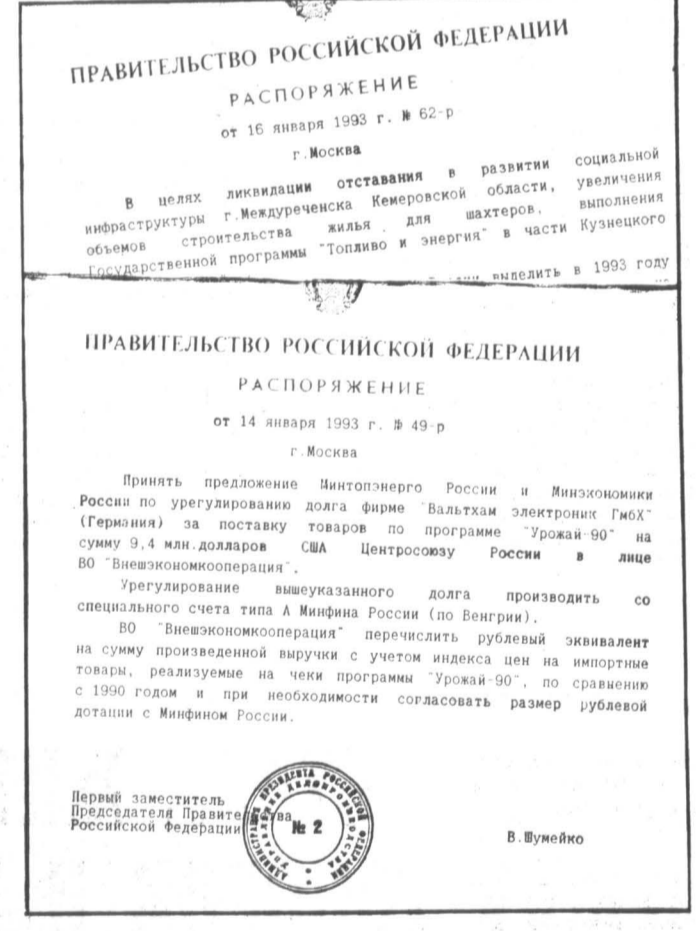 ПРАВИТЕЛЬСТВО РОССИЙСКОЙ ФЕДЕРАЦИИ
РАСПОРЯЖЕНИЕ
от 16 января 1993 г. № 62-р
г.Москва
В целях ликвидации отставания в развитии социальной
инфраструктуры г.Междуреченска Кемеровской области, увеличения
объемов строительства жилья для шахтеров, выполнения
Государственной программы "Топливо и энергия" в части Кузнецкого
выделить в 1993 году
ПРАВИТЕЛЬСТВО РОССИЙСКОЙ ФЕДЕРАЦИИ
РАСПОРЯЖЕНИЕ
от 14 января 1993 г. № 49-р
г.Москва
Принять предложение Минтопэнерго России и Минэкономики
России по урегулированию долга фирме "Вальтхам электроник ГмбХ"
(Германия) за поставку товаров по программе "Урожай-90" на
сумму 9,4 млн.долларов США Центросоюзу России в лице
ВО "Внешэкономкооперация".
Урегулирование вышеуказанного долга производить со
специального счета типа А Минфина России (по Венгрии).
ВО "Внешэкономкооперация" перечислить рублевый эквивалент
на сумму произведенной выручки с учетом индекса цен на импортные
товары, реализуемые на чеки программы "Урожай-90", по сравнению
с 1990 годом и при необходимости согласовать размер рублевой
дотации с Минфином России.
Первый заместитель
Председателя Правительства
Российской Федерации
В.Шумейко
АДМИНИСТРАЦИЯ ПРЕЗИДЕНТА РОССИЙСКОЙ ФЕДЕРАЦИИ
УПРАВЛЕНИЕ ДЕЛОПРОИЗВОДСТВА
№ 2